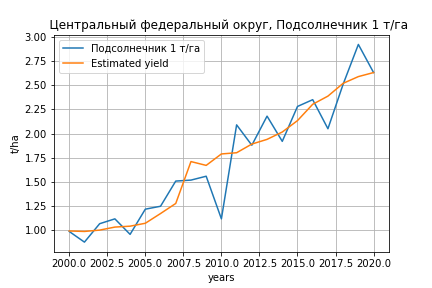 Центральный федеральный округ, Подсолнечник 1 т/га
3.00
2.75
2.50
2.25
2.00
1.75
1.50
1.25
1.00
t/ha
Подсолнечник 1 т/га
Estimated yield
2000.0 2002.5 2005.0 2007.5 2010.0 2012.5 2015.0 2017.5 2020.0
years